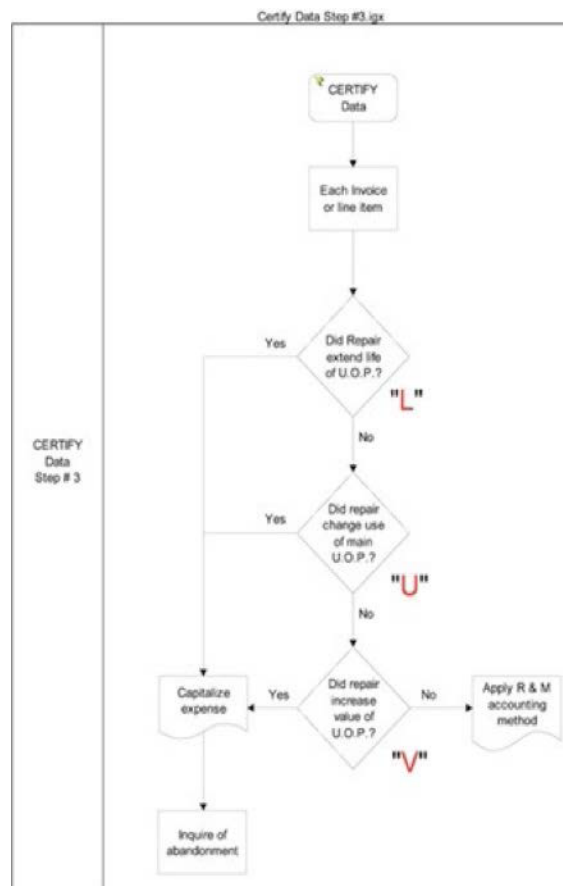 Certify Data Step #3.igx
CERTIFY
Data
Each Invoice
or line item
Yes
Did Repair
extend life
of U.O.P.?
"L"
No
CERTIFY
Data
Step # 3
Yes
Did repair
change use
of main
U.O.P.?
"U"
No
Capitalize
expense
Yes
Did repair
increase
value of
U.O.P.?
No
Apply R & M
accounting
method
"V"
Inquire of
abandonment